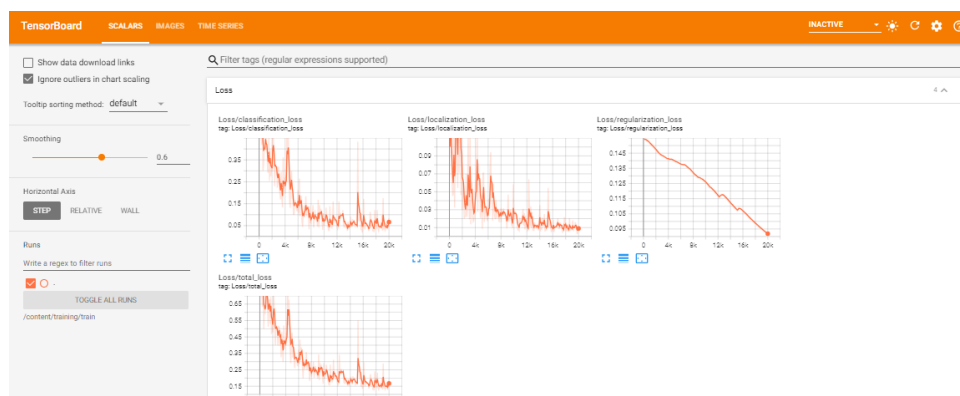 TensorBoard SCALARS IMAGES TIME SERIES INACTIVE
Show data download links
Ignore outliers in chart scaling
Tooltip sorting method: default
Smoothing
0.6
Horizontal Axis
STEP RELATIVE WALL
Runs
Write a regex to filter runs
.
TOGGLE ALL RUNS
/content/training/train
Filter tags (regular expressions supported)
Loss 4
Loss/classification_loss
tag: Loss/classification_loss
0.35
0.25
0.15
0.05
0 4k 8k 12k 16k 20k
Loss/localization_loss
tag: Loss/localization_loss
0.09
0.07
0.05
0.03
0.01
0 4k 8k 12k 16k 20k
Loss/regularization_loss
tag: Loss/regularization_loss
0.145
0.135
0.125
0.115
0.105
0.095
0 4k 8k 12k 16k 20k
Loss/total_loss
tag: Loss/total_loss
0.65
0.55
0.45
0.35
0.25
0.15